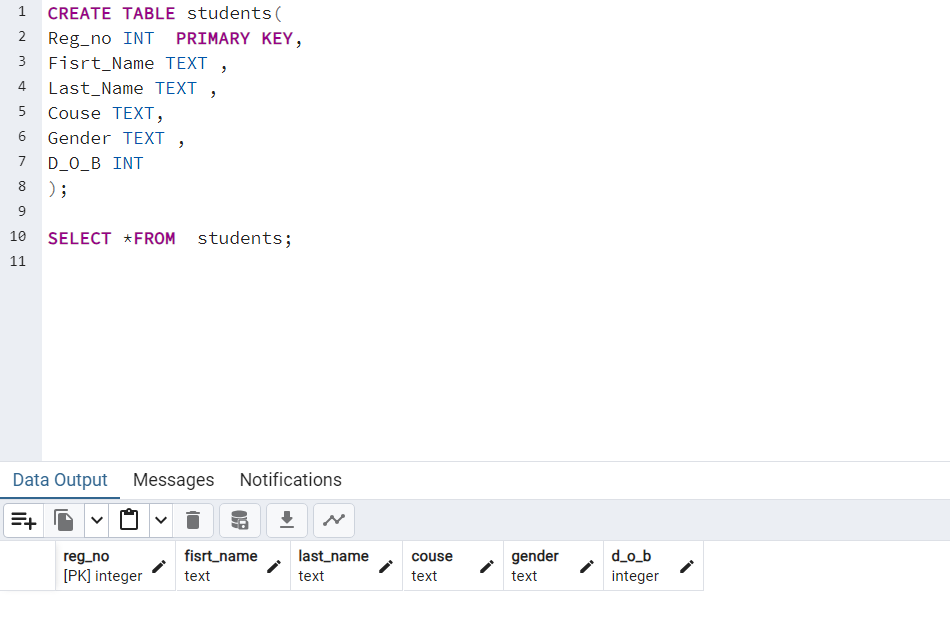 1 CREATE TABLE students(
2 Reg_no INT  PRIMARY KEY,
3 Fisrt_Name TEXT ,
4 Last_Name TEXT ,
5 Couse TEXT,
6 Gender TEXT ,
7 D_O_B INT
8 );
9
10 SELECT *FROM  students;
11
Data Output Messages Notifications
reg_no fisrt_name last_name couse gender d_o_b
[PK] integer text text text text integer